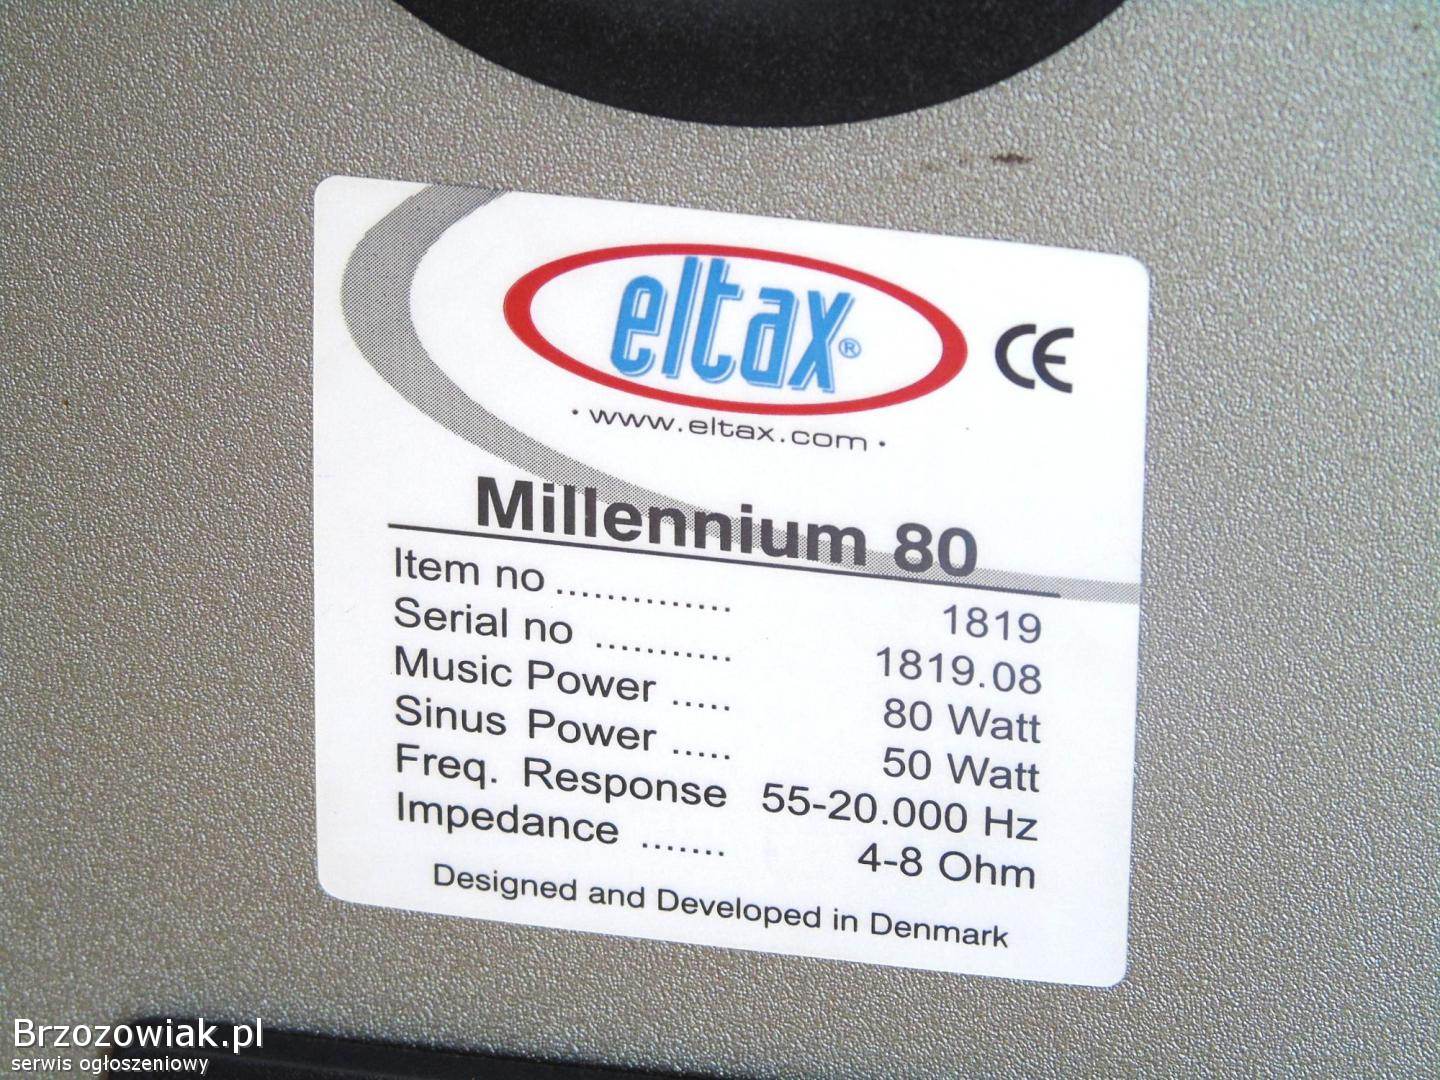 eltax®
CE
• www.eltax.com •
Millennium 80
Item no .............. 1819
Serial no ........... 1819.08
Music Power ..... 80 Watt
Sinus Power ..... 50 Watt
Freq. Response 55-20.000 Hz
Impedance ....... 4-8 Ohm
Designed and Developed in Denmark
Brzozowiak.pl
serwis ogłoszeniowy